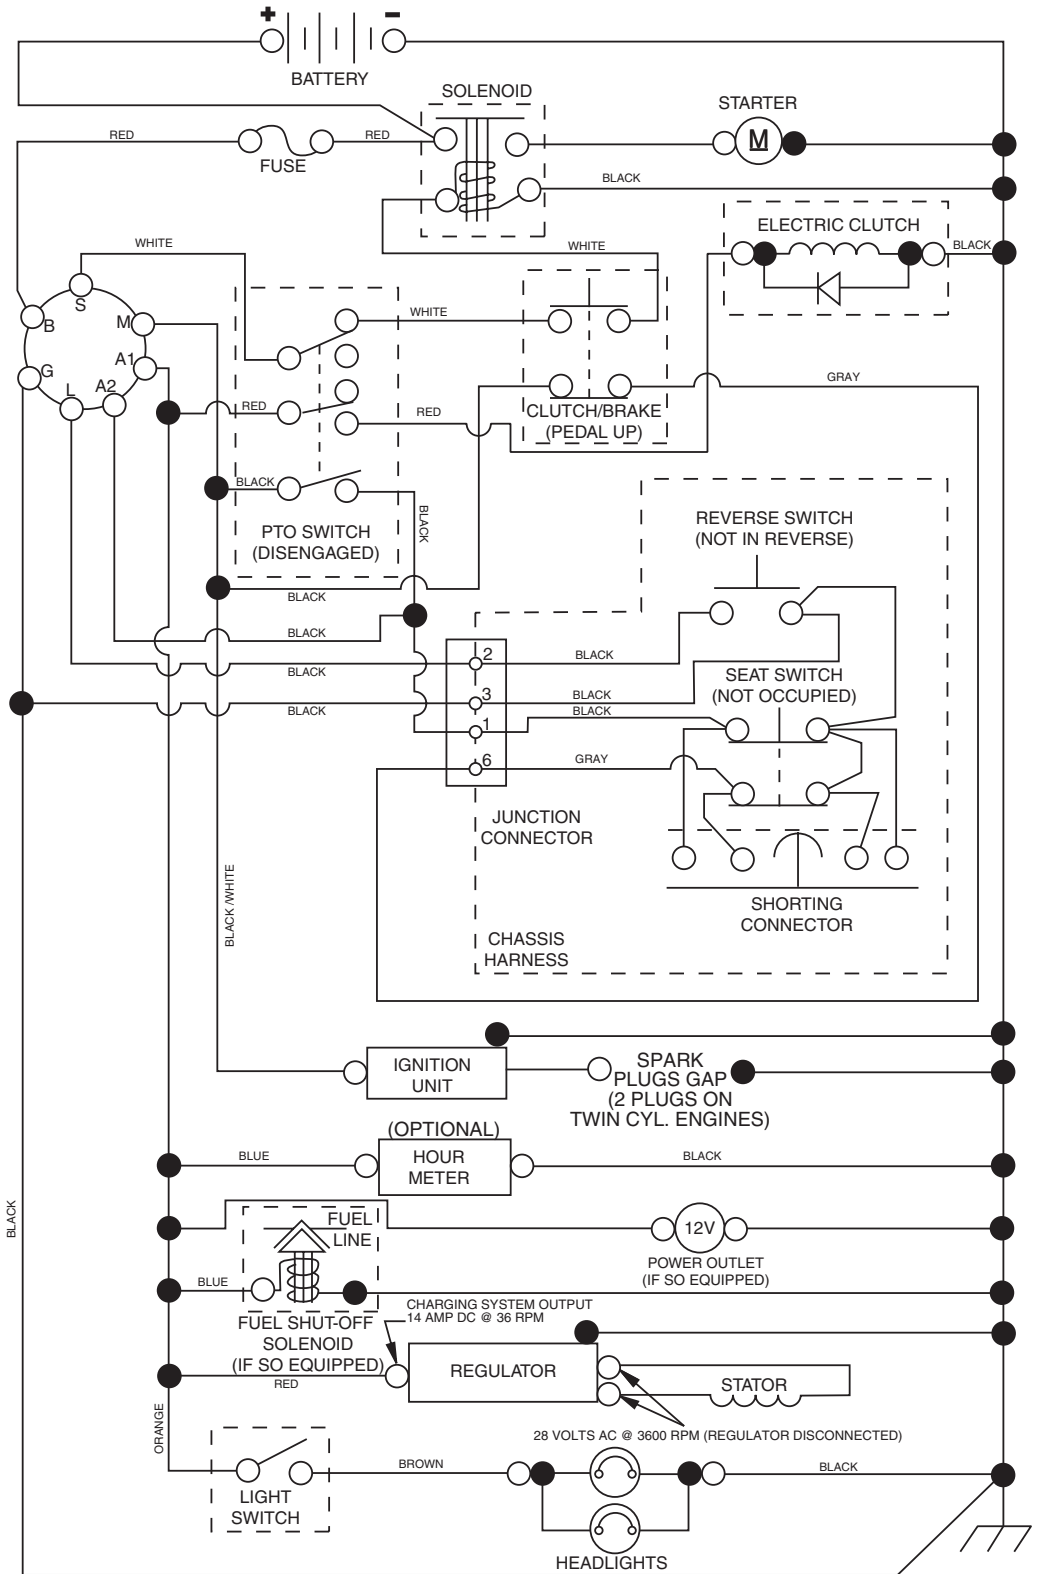 +
−
BATTERY
SOLENOID
STARTER
RED
RED
M
FUSE
BLACK
ELECTRIC CLUTCH
WHITE
WHITE
BLACK
S
B
M
WHITE
A1
G
A2
L
GRAY
RED
RED
CLUTCH/BRAKE
(PEDAL UP)
BLACK
BLACK
PTO SWITCH
(DISENGAGED)
REVERSE SWITCH
(NOT IN REVERSE)
BLACK
BLACK
2
BLACK
BLACK
SEAT SWITCH
(NOT OCCUPIED)
3
BLACK
BLACK
BLACK
1
6
GRAY
JUNCTION
CONNECTOR
BLACK /WHITE
SHORTING
CONNECTOR
CHASSIS
HARNESS
IGNITION
UNIT
SPARK
PLUGS GAP
(2 PLUGS ON
TWIN CYL. ENGINES)
(OPTIONAL)
HOUR
METER
BLUE
BLACK
BLACK
FUEL
LINE
12V
POWER OUTLET
(IF SO EQUIPPED)
BLUE
CHARGING SYSTEM OUTPUT
14 AMP DC @ 36 RPM
FUEL SHUT-OFF
SOLENOID
(IF SO EQUIPPED)
RED
REGULATOR
STATOR
ORANGE
28 VOLTS AC @ 3600 RPM (REGULATOR DISCONNECTED)
BROWN
BLACK
LIGHT
SWITCH
HEADLIGHTS